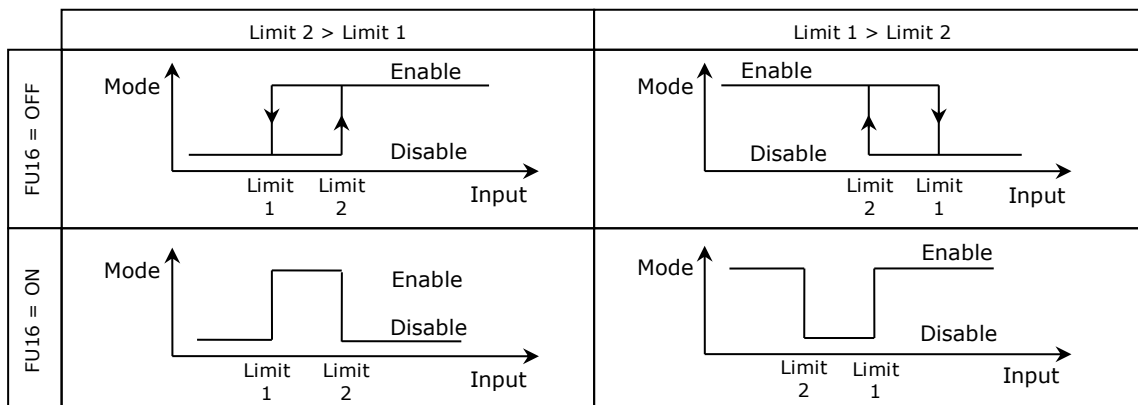 Limit 2 > Limit 1
Limit 1 > Limit 2
FU16 = OFF
Mode
Enable
Disable
Limit
1
Limit
2
Input
Mode
Enable
Disable
Limit
2
Limit
1
Input
FU16 = ON
Mode
Enable
Disable
Limit
1
Limit
2
Input
Mode
Enable
Disable
Limit
2
Limit
1
Input